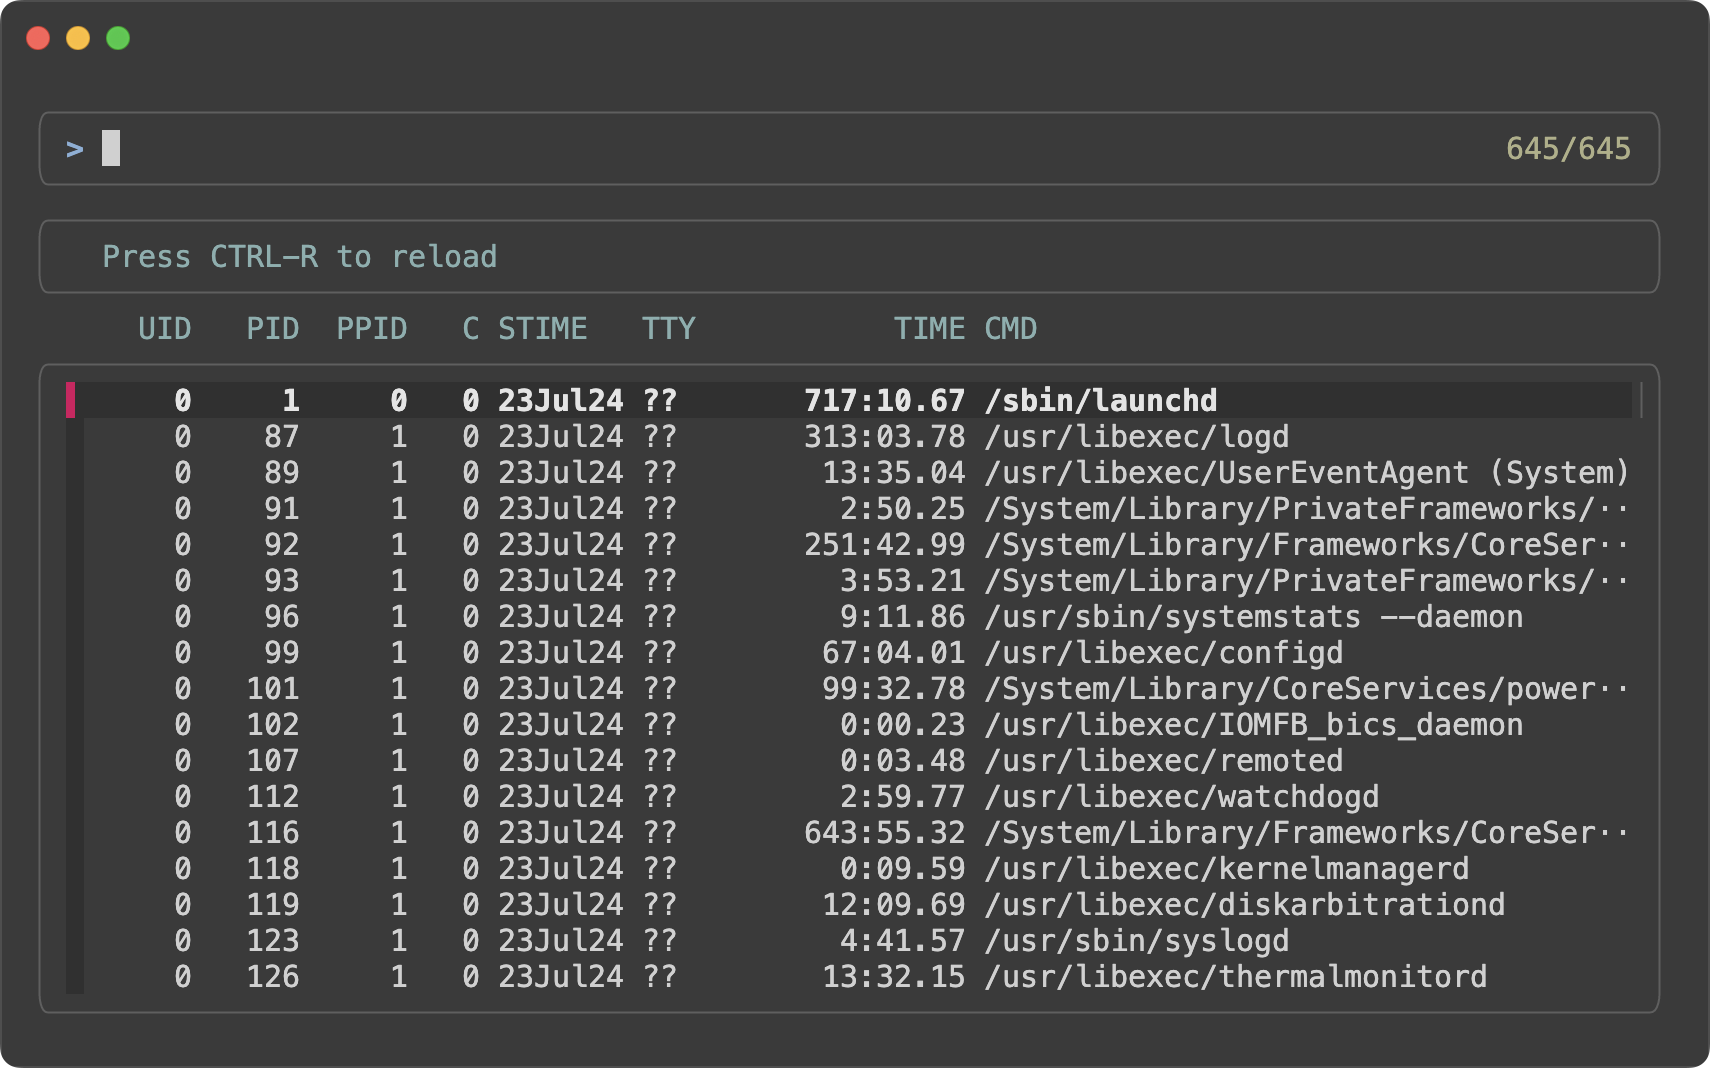 > 645/645
Press CTRL-R to reload
UID PID PPID C STIME TTY TIME CMD
0 1 0 0 23Jul24 ?? 717:10.67 /sbin/launchd
0 87 1 0 23Jul24 ?? 313:03.78 /usr/libexec/logd
0 89 1 0 23Jul24 ?? 13:35.04 /usr/libexec/UserEventAgent (System)
0 91 1 0 23Jul24 ?? 2:50.25 /System/Library/PrivateFrameworks/··
0 92 1 0 23Jul24 ?? 251:42.99 /System/Library/Frameworks/CoreSer··
0 93 1 0 23Jul24 ?? 3:53.21 /System/Library/PrivateFrameworks/··
0 96 1 0 23Jul24 ?? 9:11.86 /usr/sbin/systemstats --daemon
0 99 1 0 23Jul24 ?? 67:04.01 /usr/libexec/configd
0 101 1 0 23Jul24 ?? 99:32.78 /System/Library/CoreServices/power··
0 102 1 0 23Jul24 ?? 0:00.23 /usr/libexec/IOMFB_bics_daemon
0 107 1 0 23Jul24 ?? 0:03.48 /usr/libexec/remoted
0 112 1 0 23Jul24 ?? 2:59.77 /usr/libexec/watchdogd
0 116 1 0 23Jul24 ?? 643:55.32 /System/Library/Frameworks/CoreSer··
0 118 1 0 23Jul24 ?? 0:09.59 /usr/libexec/kernelmanagerd
0 119 1 0 23Jul24 ?? 12:09.69 /usr/libexec/diskarbitrationd
0 123 1 0 23Jul24 ?? 4:41.57 /usr/sbin/syslogd
0 126 1 0 23Jul24 ?? 13:32.15 /usr/libexec/thermalmonitord